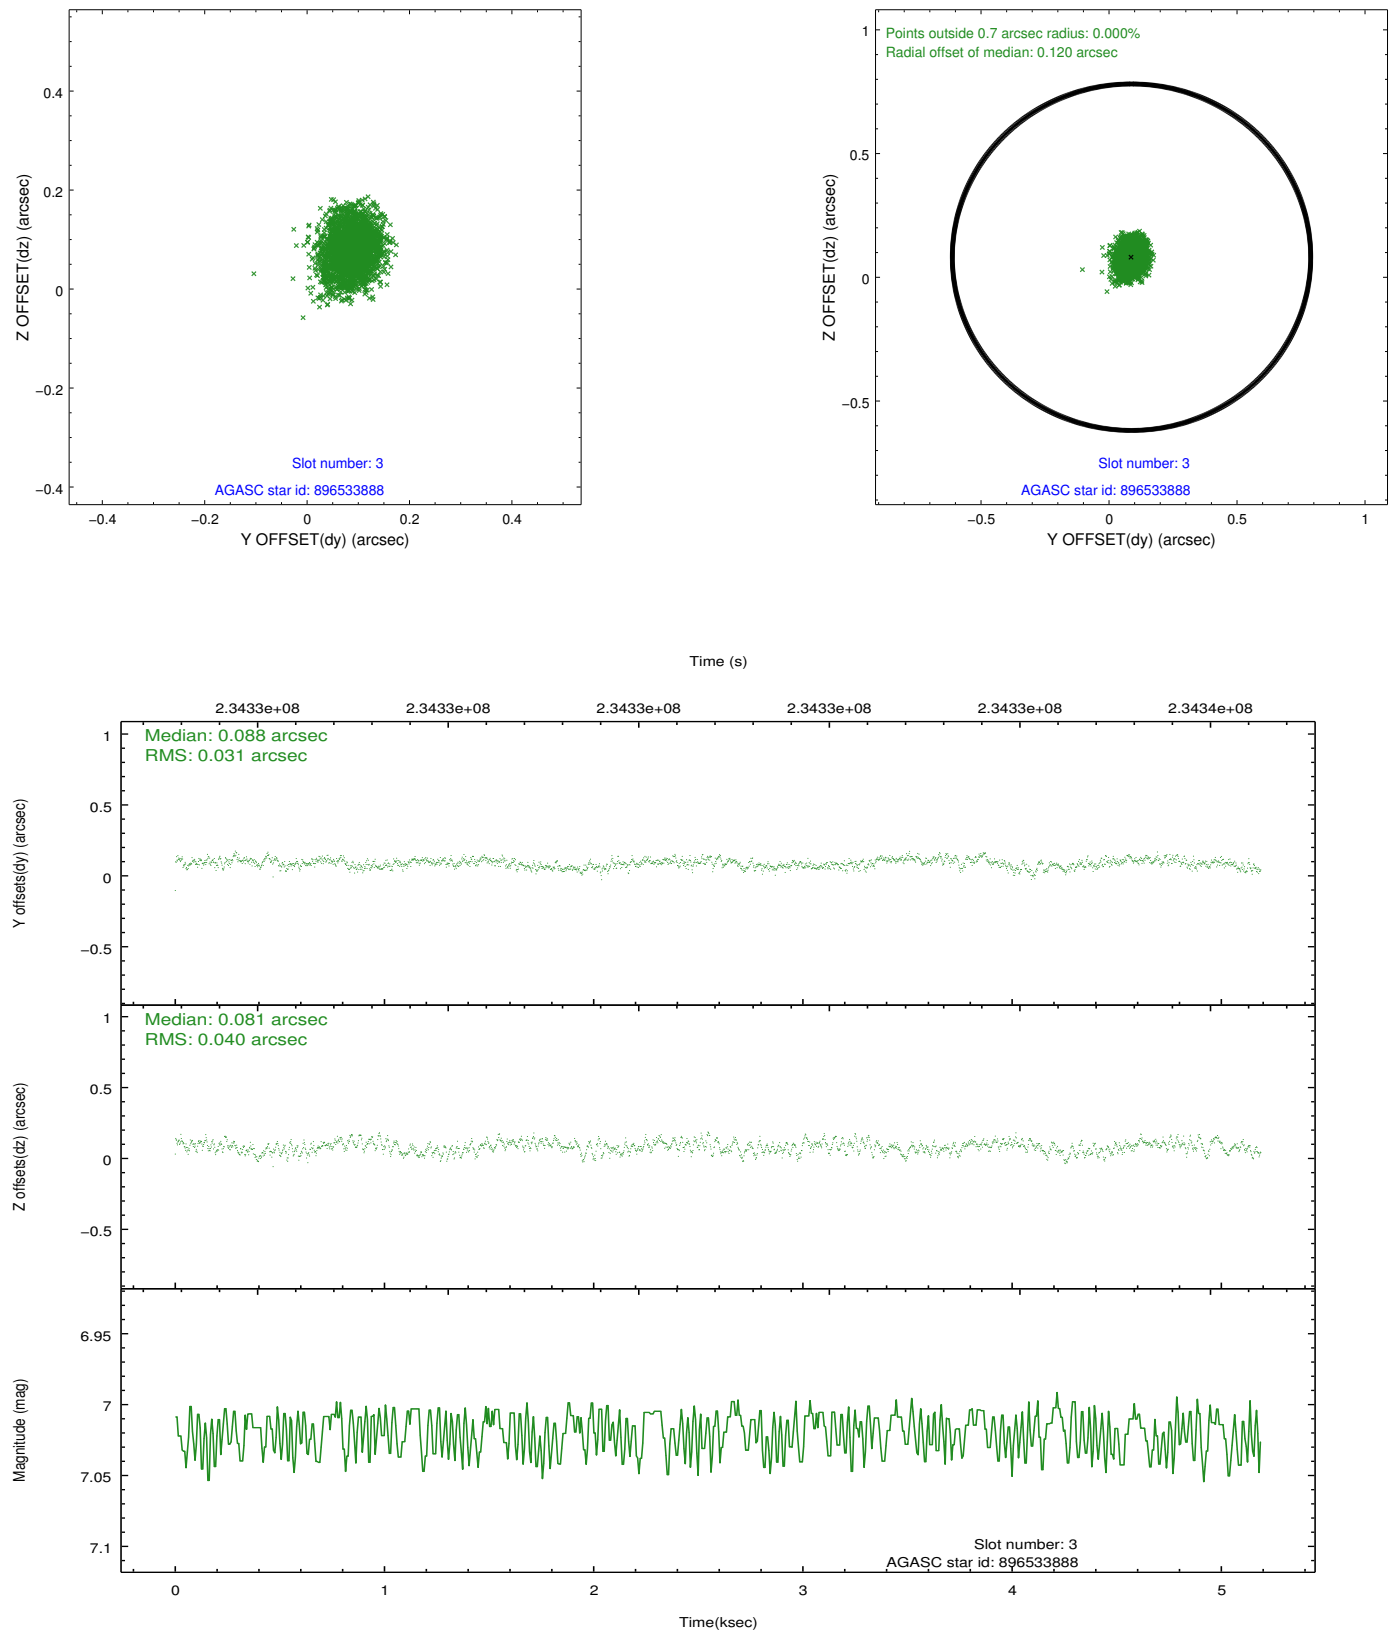 0.4
0.2
0
−0.2
−0.4
Z OFFSET(dz) (arcsec)
Slot number: 3
AGASC star id: 896533888
−0.4
−0.2
0
0.2
0.4
Y OFFSET(dy) (arcsec)
Points outside 0.7 arcsec radius: 0.000%
Radial offset of median: 0.120 arcsec
1
0.5
0
−0.5
Z OFFSET(dz) (arcsec)
Slot number: 3
AGASC star id: 896533888
−0.5
0
0.5
1
Y OFFSET(dy) (arcsec)
Time (s)
2.3433e+08
2.3433e+08
2.3433e+08
2.3433e+08
2.3433e+08
2.3434e+08
Median: 0.088 arcsec
RMS: 0.031 arcsec
1
0.5
0
−0.5
Y offsets(dy) (arcsec)
Median: 0.081 arcsec
RMS: 0.040 arcsec
1
0.5
0
−0.5
Z offsets(dz) (arcsec)
6.95
7
7.05
7.1
Magnitude (mag)
Slot number: 3
AGASC star id: 896533888
0
1
2
3
4
5
Time(ksec)